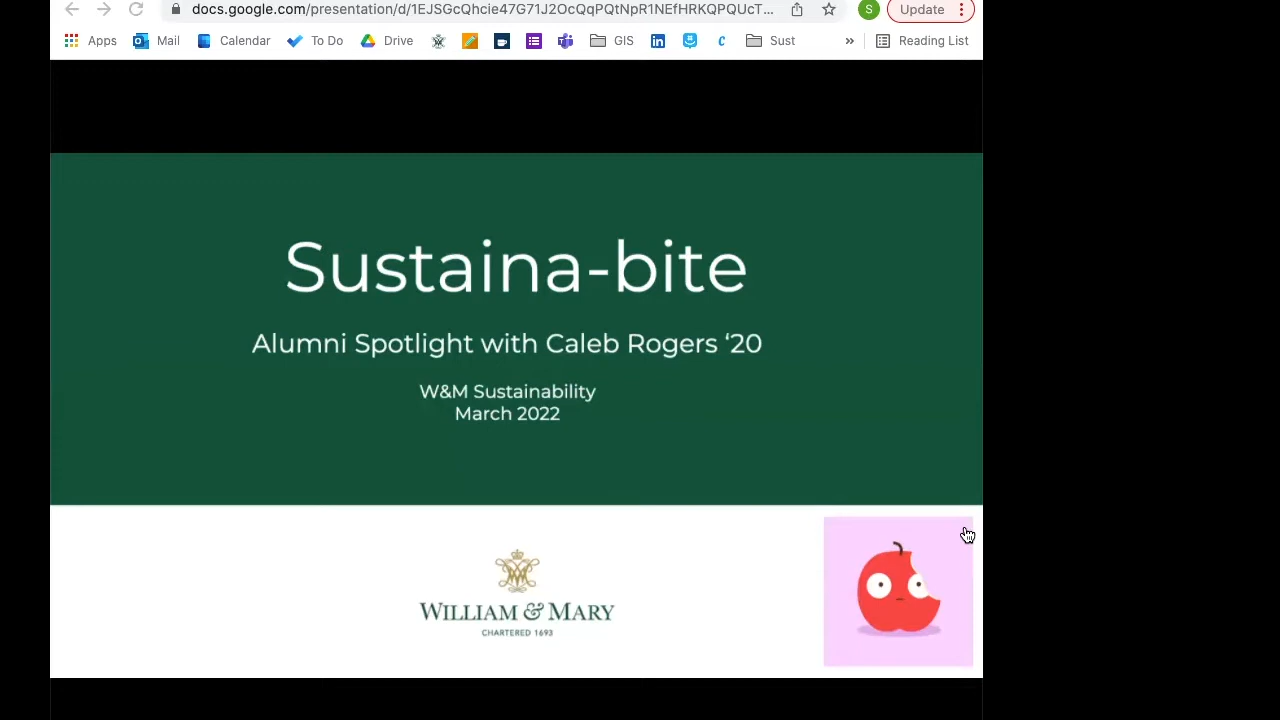 docs.google.com/presentation/d/1EJSGcQhcie47G71J2OcQqPQtNpR1NEfHRKQPQUcT...
S
Update
Apps
Mail
Calendar
To Do
Drive
GIS
Sust
»
Reading List
Sustaina-bite
Alumni Spotlight with Caleb Rogers ‘20
W&M Sustainability
March 2022
WILLIAM & MARY
CHARTERED 1693